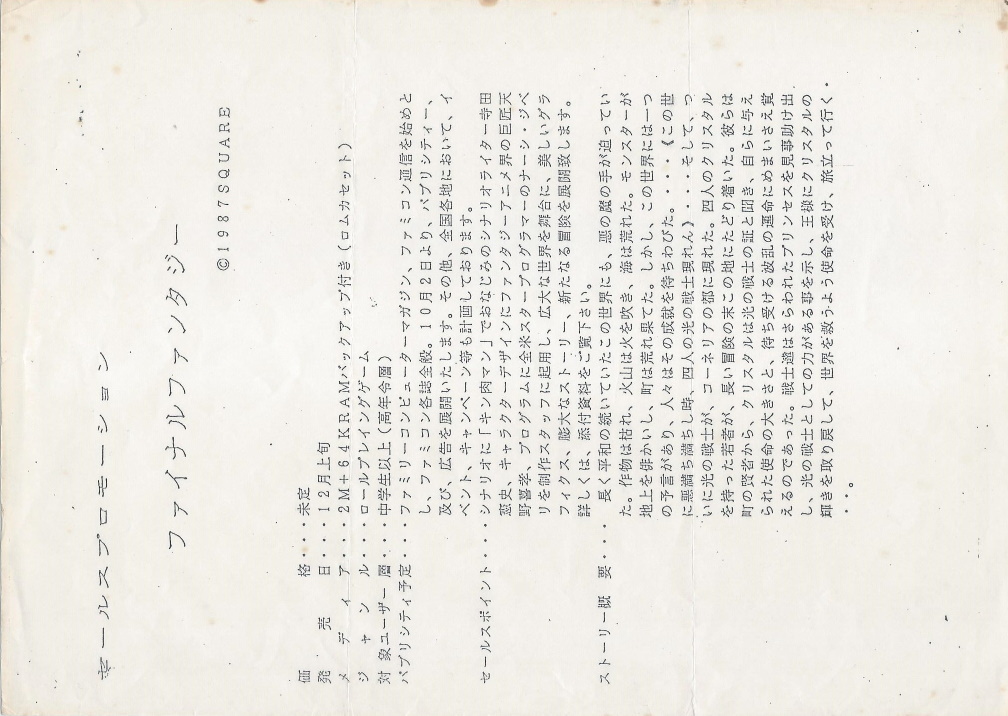 セールスプロモーション
ファイナルファンタジー
©1987SQUARE
価格・・・未定
発売日・・・12月上旬
メディア・・・2M+64KRAMバックアップ付き(ロムカセット)
ジャンル・・・ロールプレイングゲーム
対象ユーザー層・・・中学生以上(高年令層)
パブリシティ予定・・・ファミリーコンピューターマガジン、ファミコン通信を始めと
し、ファミコン各誌全般。10月2日より、パブリシティー、
及び、広告を展開いたします。その他、全国各地において、イ
ベント、キャンペーン等も計画しております。
セールスポイント・・・シナリオに「キン肉マン」でおなじみのシナリオライター寺田
憲史、キャラクターデザインにファンタジーアニメ界の巨匠天
野喜孝、プログラムに全米スタープログラマーのナーシ・ジベ
リを制作スタッフに起用し、広大な世界を舞台に、美しいグラ
フィクス、膨大なストーリー、新たなる冒険を展開致します。
詳しくは、添付資料をご覧下さい。
ストーリー概要・・・・長く平和の続いていたこの世界にも、悪の魔の手が迫ってい
た。作物は枯れ、火山は火を吹き、海は荒れた。モンスターが
地上を俳かいし、町は荒れ果てた。しかし、この世界には一つ
の予言があり、人々はその成就を待ちわびた。・・・・《この世
に悪満ち満ちし時、四人の光の戦士現れん》・・・・そして、つ
いに光の戦士が、コーネリアの都に現れた。四人のクリスタル
を持った若者が、長い冒険の末この地にたどり着いた。彼らは
町の賢者から、クリスタルは光の戦士の証と聞き、自らに与え
られた使命の大きさと、待ち受ける波乱の運命にめまいさえ覚
えるのであった。戦士達はさらわれたプリンセスを見事助け出
し、光の戦士としての力がある事を示し、王様にクリスタルの
輝きを取り戻して、世界を救うよう使命を受け、旅立って行く・
・・。